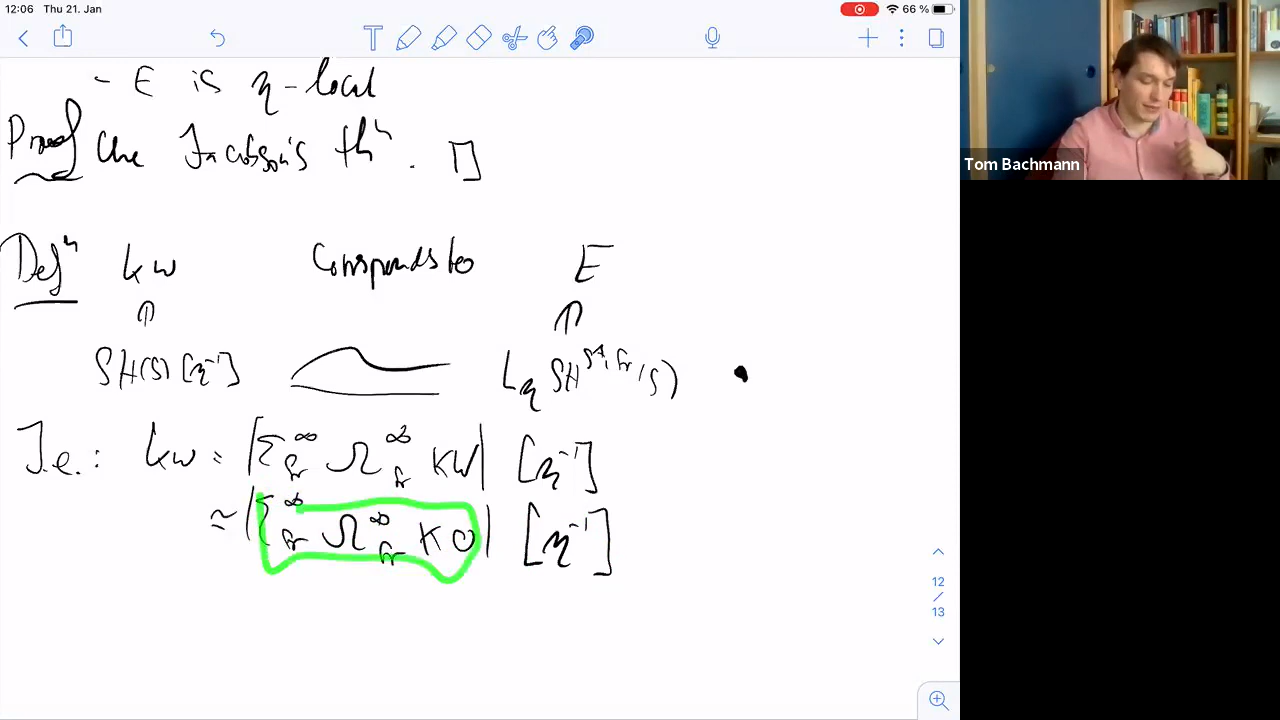 12:06 Thu 21. Jan
66 %
- E is η-local
Proof Use Jacobson's thᵐ. □
Defⁿ kw corresponds to E
SH(S)[η⁻¹] L_η SH^{S¹,fr}(S)
I.e.: kw = |Σ^∞_fr Ω^∞_fr KW| [η⁻¹]
≃ |Σ^∞_fr Ω^∞_fr KO| [η⁻¹]
12
/
13
Tom Bachmann